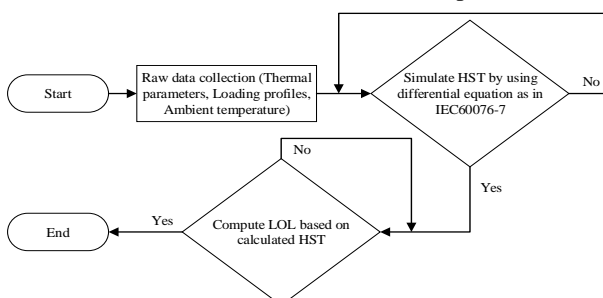 Start
Raw data collection (Thermal
parameters, Loading profiles,
Ambient temperature)
Simulate HST by using
differential equation as in
IEC60076-7
No
Yes
No
Compute LOL based on
calculated HST
Yes
End